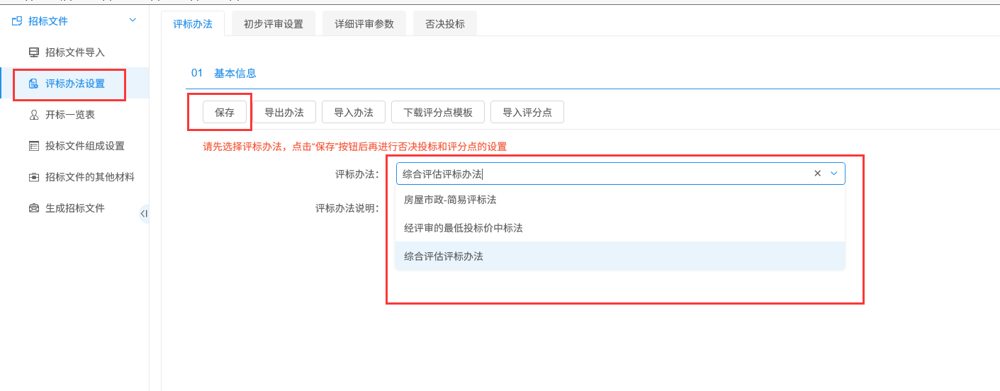 招标文件
招标文件导入
评标办法设置
开标一览表
投标文件组成设置
招标文件的其他材料
生成招标文件
评标办法 初步评审设置 详细评审参数 否决投标
01 基本信息
保存 导出办法 导入办法 下载评分点模板 导入评分点
请先选择评标办法，点击“保存”按钮后再进行否决投标和评分点的设置
评标办法： 综合评估评标办法
房屋市政-简易评标法
评标办法说明：
经评审的最低投标价中标法
综合评估评标办法